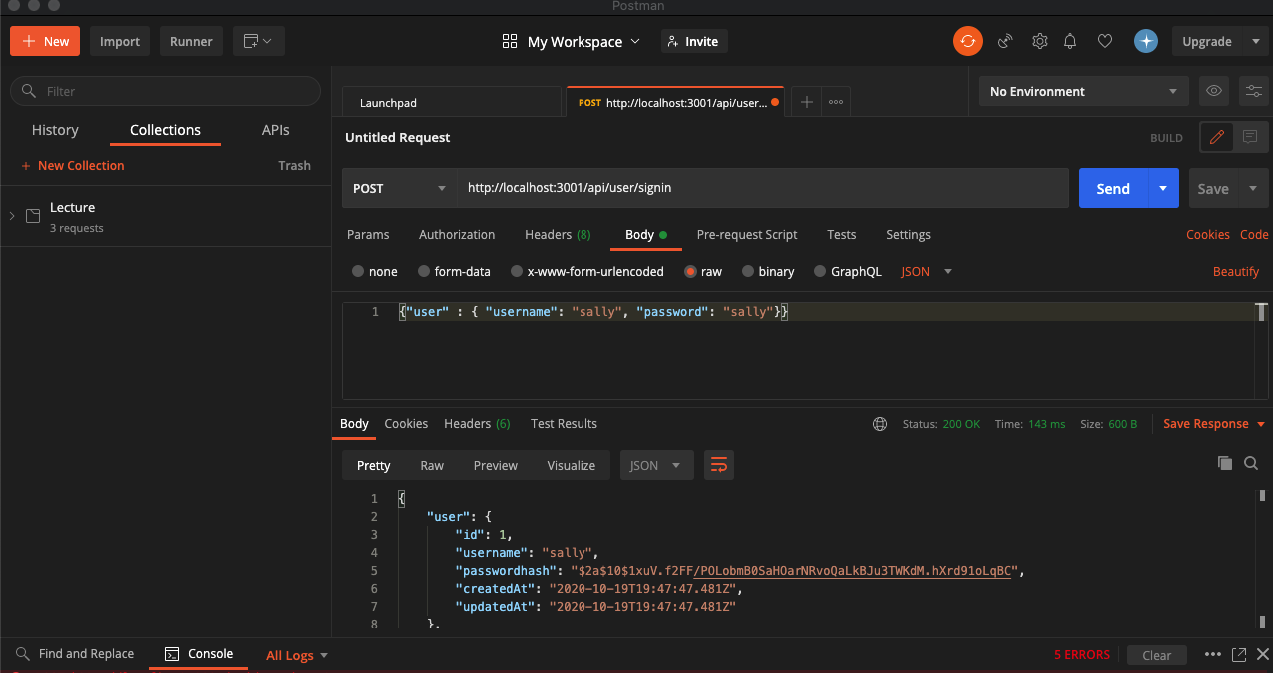 Postman
New Import Runner My Workspace Invite Upgrade
Filter
Launchpad POST http://localhost:3001/api/user... No Environment
History Collections APIs
Untitled Request BUILD
+ New Collection Trash
POST http://localhost:3001/api/user/signin Send Save
Lecture
3 requests
Params Authorization Headers (8) Body Pre-request Script Tests Settings Cookies Code
none form-data x-www-form-urlencoded raw binary GraphQL JSON Beautify
1 {"user" : { "username": "sally", "password": "sally"}}
Body Cookies Headers (6) Test Results Status: 200 OK Time: 143 ms Size: 600 B Save Response
Pretty Raw Preview Visualize JSON
1 {
2 "user": {
3 "id": 1,
4 "username": "sally",
5 "passwordhash": "$2a$10$1xuV.f2FF/POLobmB0SaHOarNRvoQaLkBJu3TWKdM.hXrd91oLqBC",
6 "createdAt": "2020-10-19T19:47:47.481Z",
7 "updatedAt": "2020-10-19T19:47:47.481Z"
8 },
Find and Replace Console All Logs 5 ERRORS Clear